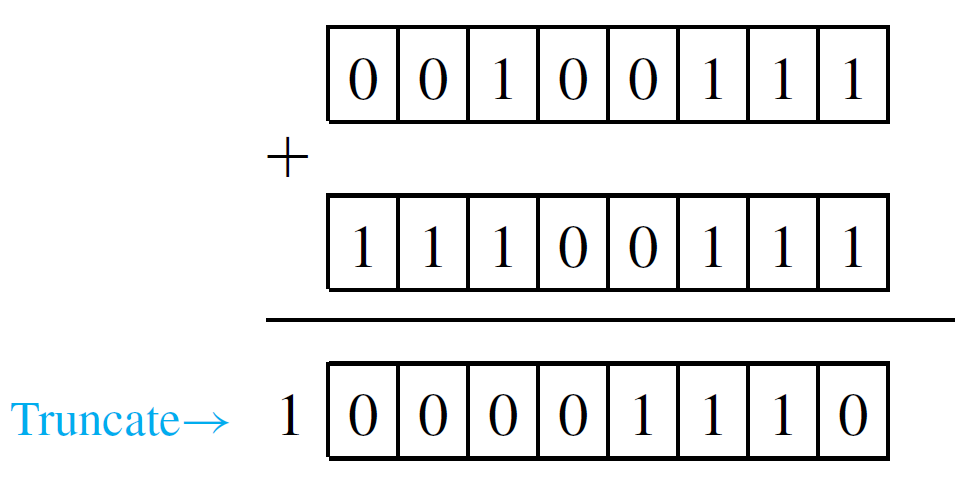 0 0 1 0 0 1 1 1
+
1 1 1 0 0 1 1 1
Truncate→ 1 0 0 0 0 1 1 1 0